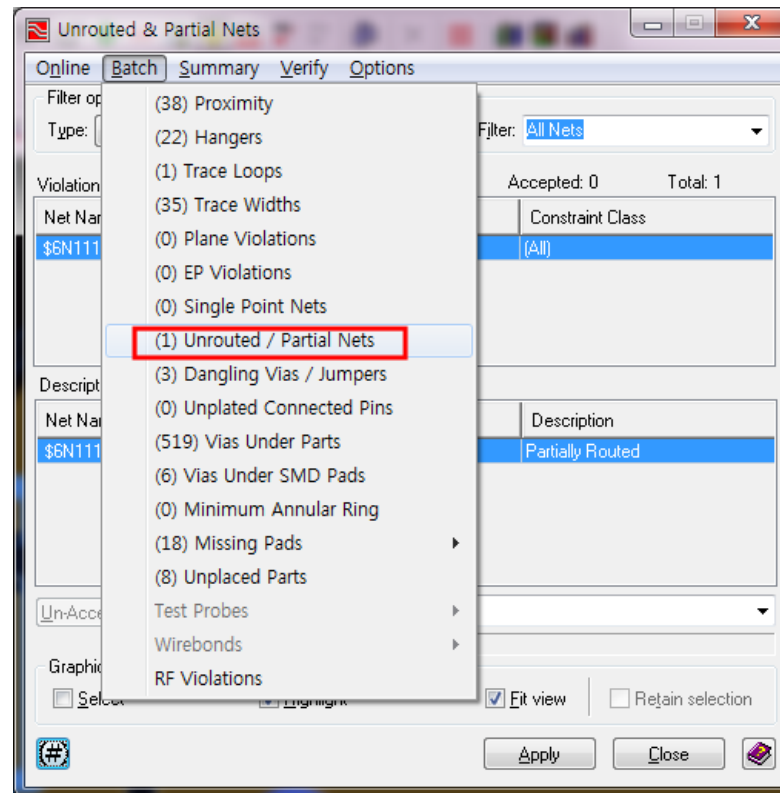 Unrouted & Partial Nets
Online Batch Summary Verify Options
Filter op
Type:
Filter: All Nets
Violation
Accepted: 0 Total: 1
Net Nar
Constraint Class
$6N111
(All)
(38) Proximity
(22) Hangers
(1) Trace Loops
(35) Trace Widths
(0) Plane Violations
(0) EP Violations
(0) Single Point Nets
(1) Unrouted / Partial Nets
(3) Dangling Vias / Jumpers
(0) Unplated Connected Pins
(519) Vias Under Parts
(6) Vias Under SMD Pads
(0) Minimum Annular Ring
(18) Missing Pads
(8) Unplaced Parts
Test Probes
Wirebonds
RF Violations
Descript
Net Nar
Description
$6N111
Partially Routed
Un-Acce
Graphic
Select Highlight Fit view Retain selection
(#) Apply Close